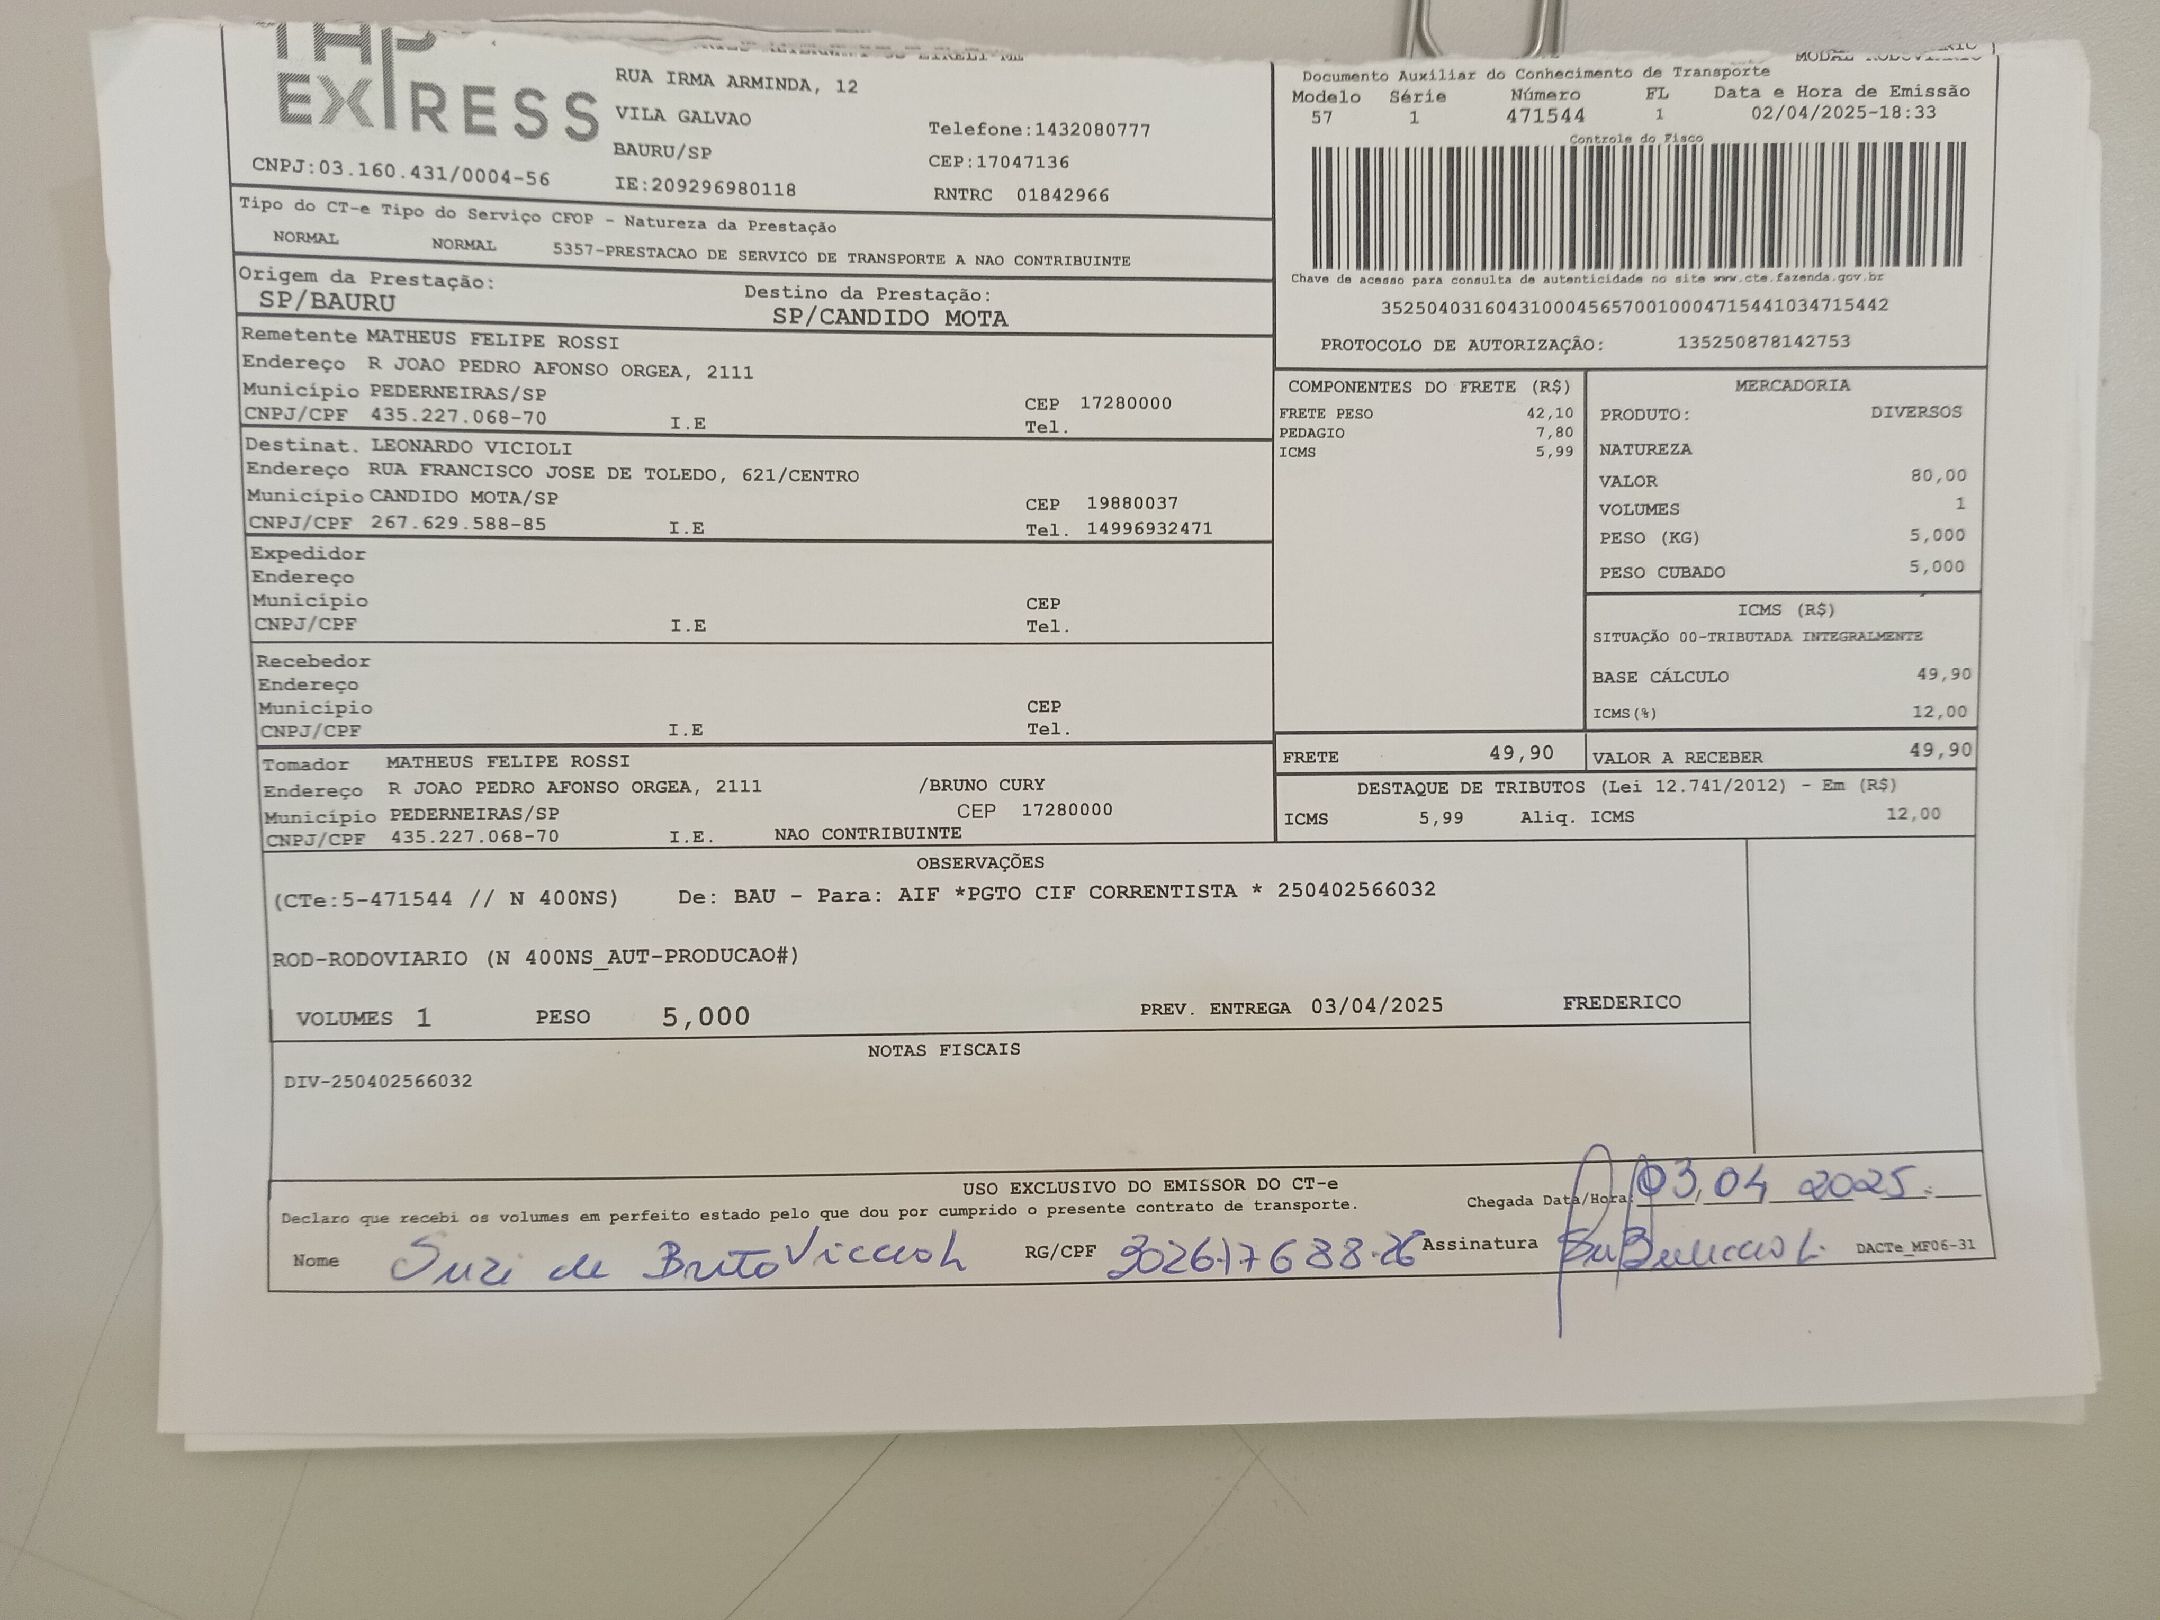 THP
EXPRESS
RUA IRMA ARMINDA, 12
VILA GALVAO
BAURU/SP
IE:209296980118
Telefone:1432080777
CEP:17047136
RNTRC 01842966
CNPJ:03.160.431/0004-56
Documento Auxiliar do Conhecimento de Transporte
Modelo Série Número FL Data e Hora de Emissão
57 1 471544 1 02/04/2025-18:33
Controle do Fisco
Chave de acesso para consulta de autenticidade no site www.cte.fazenda.gov.br
35250403160431000456570010004715441034715442
PROTOCOLO DE AUTORIZAÇÃO: 135250878142753
Tipo do CT-e Tipo do Serviço CFOP - Natureza da Prestação
NORMAL NORMAL 5357-PRESTACAO DE SERVICO DE TRANSPORTE A NAO CONTRIBUINTE
Origem da Prestação: Destino da Prestação:
SP/BAURU SP/CANDIDO MOTA
Remetente MATHEUS FELIPE ROSSI
Endereço R JOAO PEDRO AFONSO ORGEA, 2111
Município PEDERNEIRAS/SP CEP 17280000
CNPJ/CPF 435.227.068-70 I.E Tel.
Destinat. LEONARDO VICIOLI
Endereço RUA FRANCISCO JOSE DE TOLEDO, 621/CENTRO
Município CANDIDO MOTA/SP CEP 19880037
CNPJ/CPF 267.629.588-85 I.E Tel. 14996932471
Expedidor
Endereço
Município CEP
CNPJ/CPF I.E Tel.
Recebedor
Endereço
Município CEP
CNPJ/CPF I.E Tel.
Tomador MATHEUS FELIPE ROSSI
Endereço R JOAO PEDRO AFONSO ORGEA, 2111 /BRUNO CURY
Município PEDERNEIRAS/SP CEP 17280000
CNPJ/CPF 435.227.068-70 I.E. NAO CONTRIBUINTE
COMPONENTES DO FRETE (R$)
FRETE PESO 42,10
PEDAGIO 7,80
ICMS 5,99
MERCADORIA
PRODUTO: DIVERSOS
NATUREZA
VALOR 80,00
VOLUMES 1
PESO (KG) 5,000
PESO CUBADO 5,000
ICMS (R$)
SITUAÇÃO 00-TRIBUTADA INTEGRALMENTE
BASE CÁLCULO 49,90
ICMS(%) 12,00
FRETE 49,90 VALOR A RECEBER 49,90
DESTAQUE DE TRIBUTOS (Lei 12.741/2012) - Em (R$)
ICMS 5,99 Aliq. ICMS 12,00
OBSERVAÇÕES
(CTe:5-471544 // N 400NS) De: BAU - Para: AIF *PGTO CIF CORRENTISTA * 250402566032
ROD-RODOVIARIO (N 400NS_AUT-PRODUCAO#)
VOLUMES 1 PESO 5,000 PREV. ENTREGA 03/04/2025 FREDERICO
NOTAS FISCAIS
DIV-250402566032
USO EXCLUSIVO DO EMISSOR DO CT-e
Chegada Data/Hora: 03,04 2025
Declaro que recebi os volumes em perfeito estado pelo que dou por cumprido o presente contrato de transporte.
Nome Suzi de Brito RG/CPF Assinatura DACTe_MF06-31